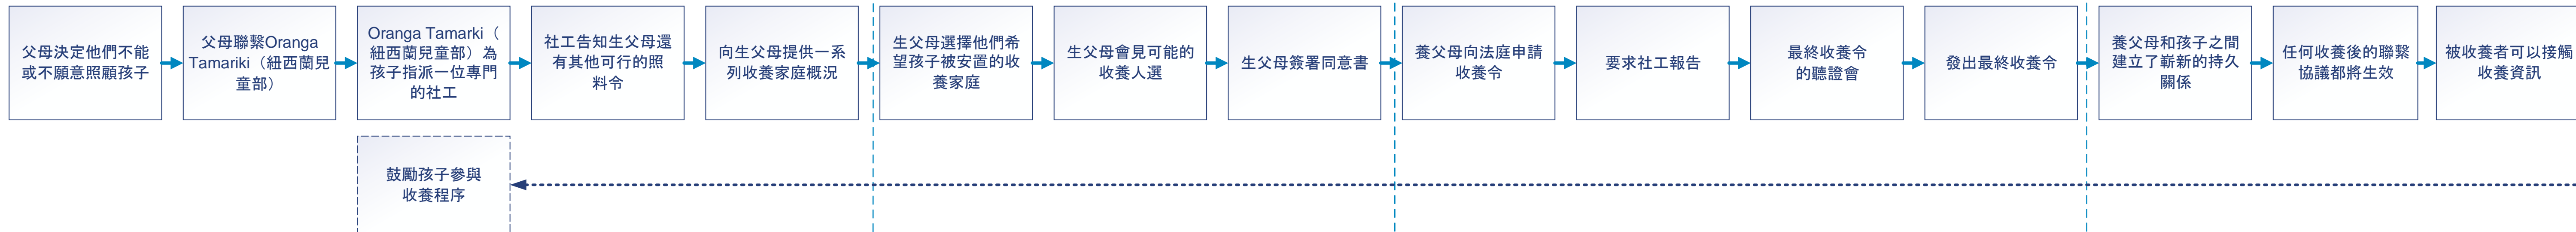 父母決定他們不能
或不願意照顧孩子
父母聯繫Oranga
Tamariki（紐西蘭兒
童部）
Oranga Tamarki（
紐西蘭兒童部）為
孩子指派一位專門
的社工
社工告知生父母還
有其他可行的照
料令
向生父母提供一系
列收養家庭概況
生父母選擇他們希
望孩子被安置的收
養家庭
生父母會見可能的
收養人選
生父母簽署同意書
養父母向法庭申請
收養令
要求社工報告
最終收養令
的聽證會
發出最終收養令
養父母和孩子之間
建立了嶄新的持久
關係
任何收養後的聯繫
協議都將生效
被收養者可以接觸
收養資訊
鼓勵孩子參與
收養程序